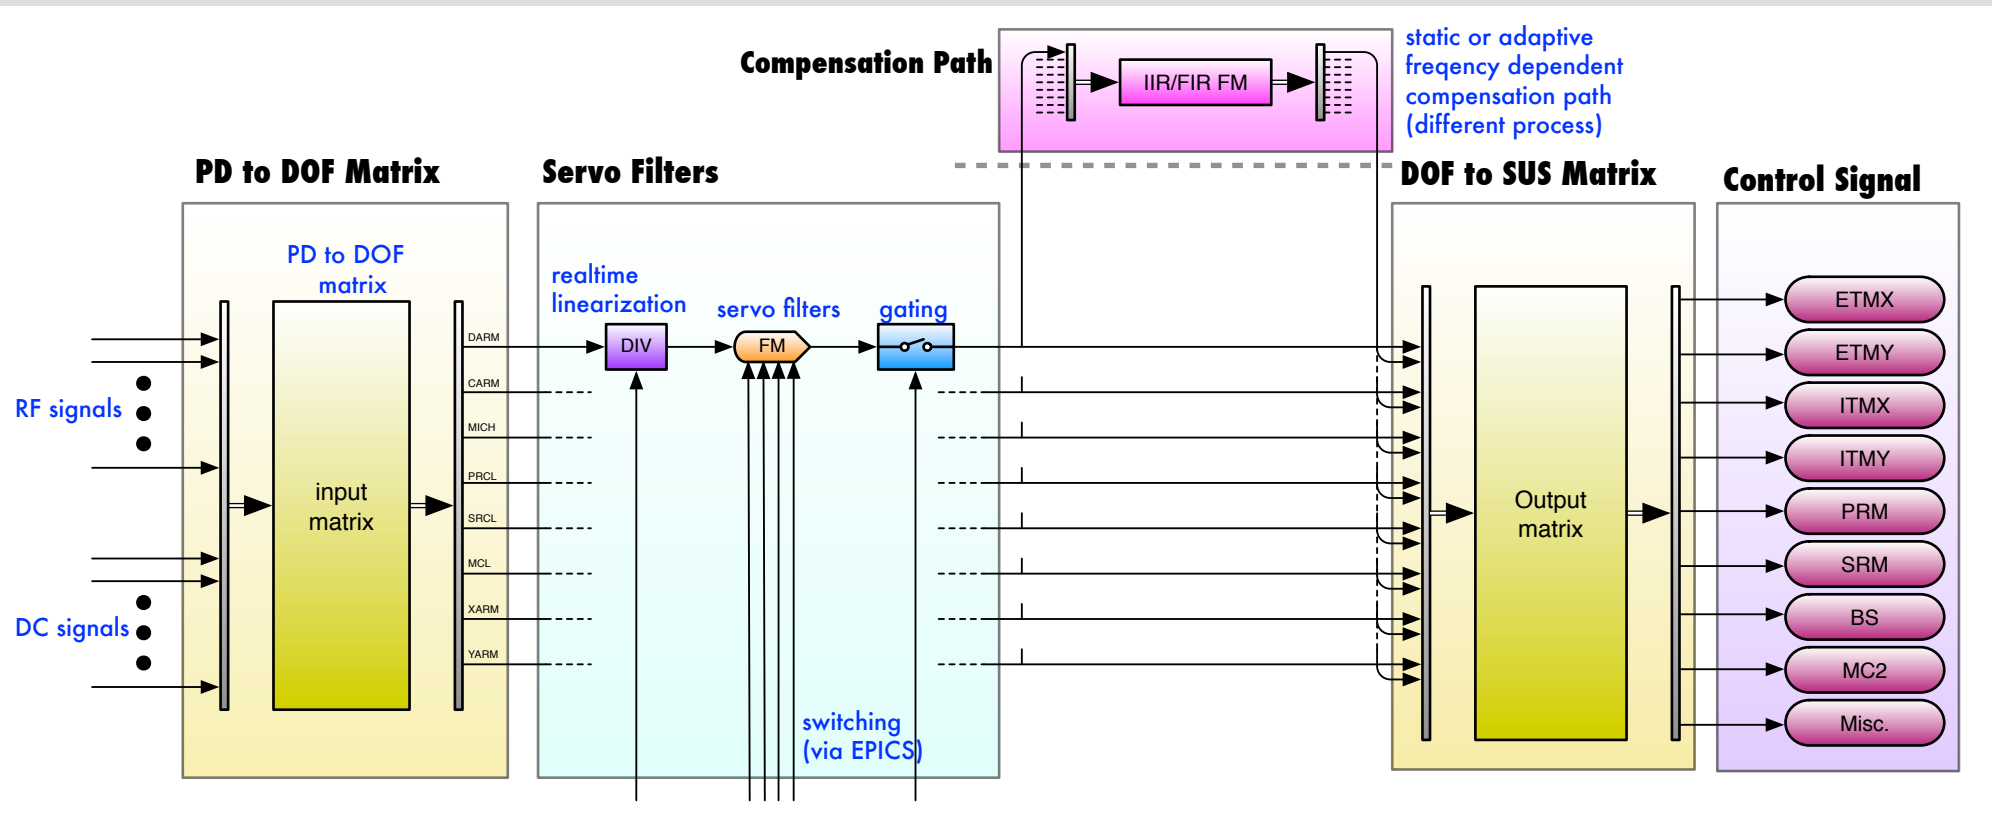 Compensation Path
IIR/FIR FM
static or adaptive
freqency dependent
compensation path
(different process)
PD to DOF Matrix
Servo Filters
DOF to SUS Matrix
Control Signal
PD to DOF
matrix
RF signals
DC signals
input
matrix
DARM
CARM
MICH
PRCL
SRCL
MCL
XARM
YARM
realtime
linearization
servo filters
gating
DIV
FM
switching
(via EPICS)
Output
matrix
ETMX
ETMY
ITMX
ITMY
PRM
SRM
BS
MC2
Misc.